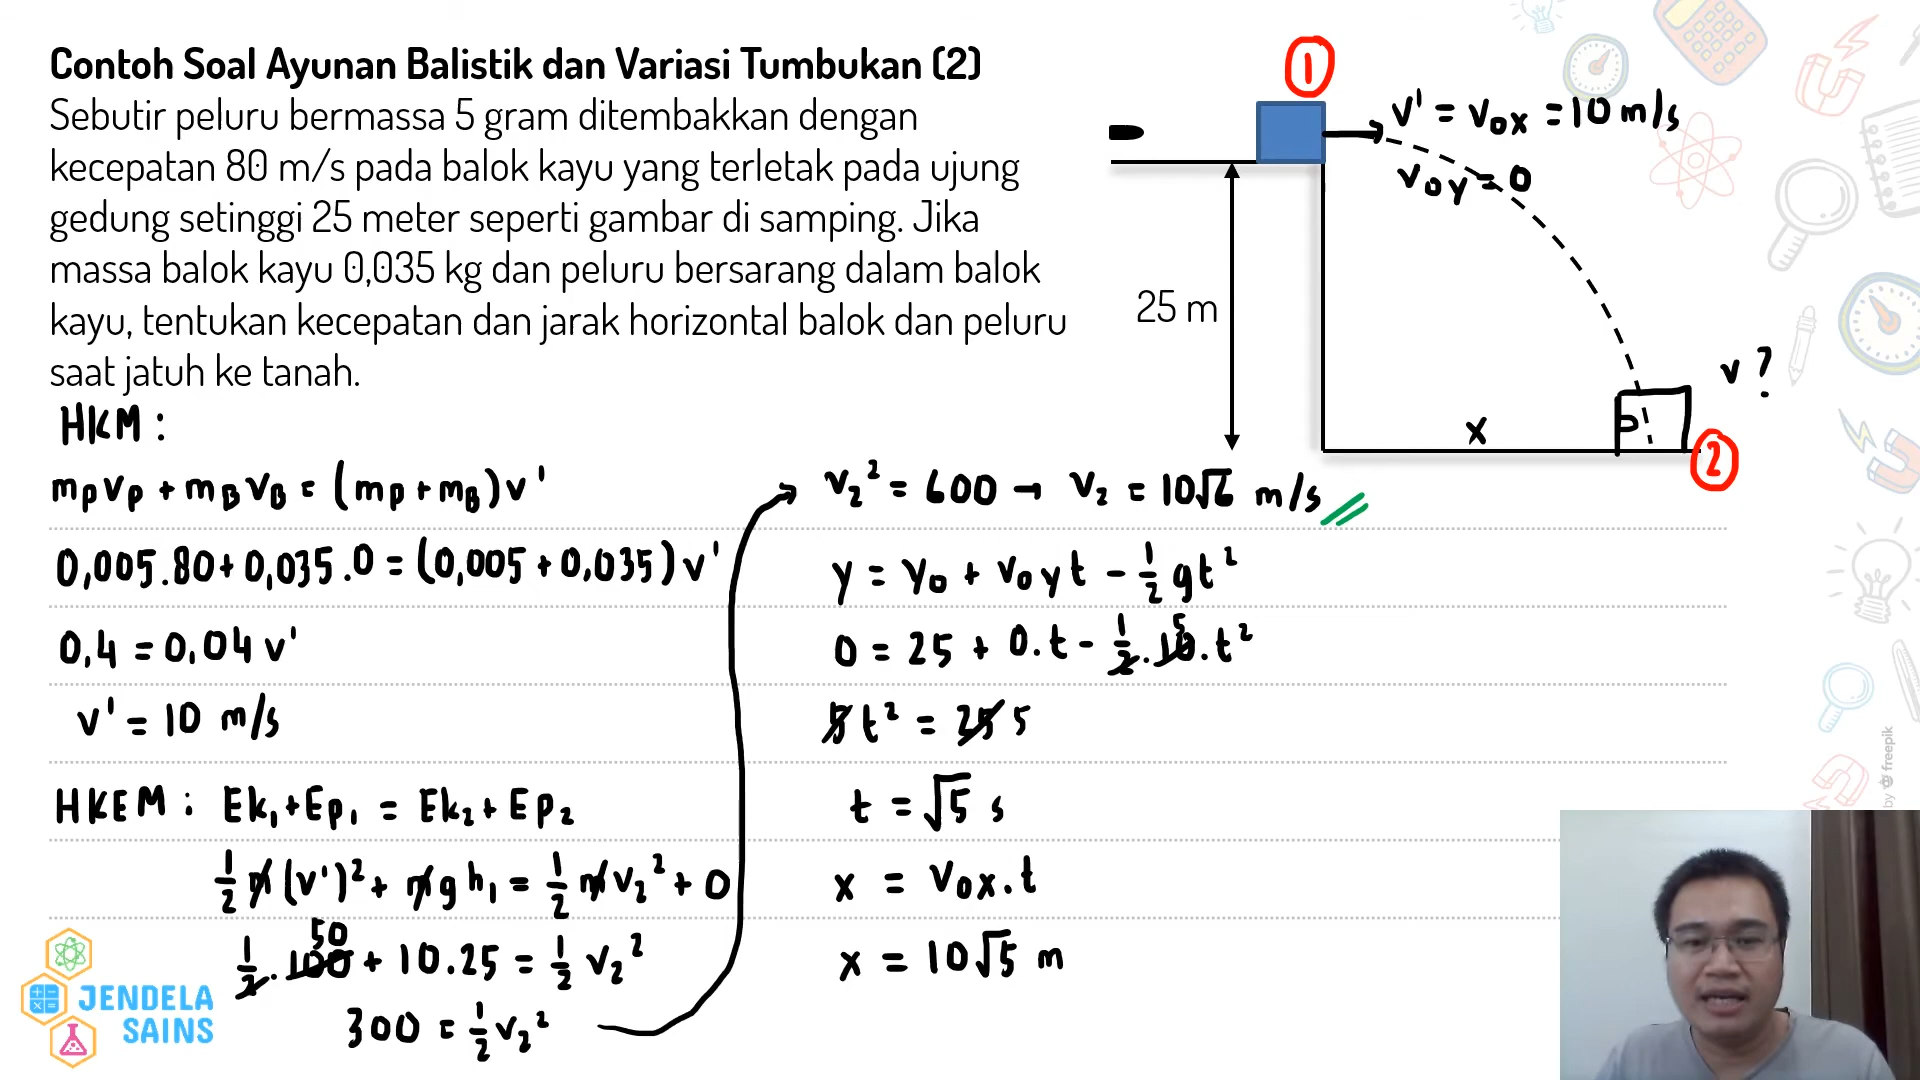 Contoh Soal Ayunan Balistik dan Variasi Tumbukan (2)
Sebutir peluru bermassa 5 gram ditembakkan dengan
kecepatan 80 m/s pada balok kayu yang terletak pada ujung
gedung setinggi 25 meter seperti gambar di samping. Jika
massa balok kayu 0,035 kg dan peluru bersarang dalam balok
kayu, tentukan kecepatan dan jarak horizontal balok dan peluru
saat jatuh ke tanah.
1
v' = v₀x = 10 m/s
v₀y = 0
25 m
v ?
x
2
HKM :
mPvP + mBvB = (mP + mB)v'
0,005.80 + 0,035.0 = (0,005 + 0,035)v'
0,4 = 0,04 v'
v' = 10 m/s
HKEM : Ek₁ + Ep₁ = Ek₂ + Ep₂
1/2 m (v')² + mgh₁ = 1/2 mv₂² + 0
1/2 . 100 50 + 10.25 = 1/2 v₂²
300 = 1/2 v₂²
v₂² = 600 → v₂ = 10√6 m/s
y = y₀ + v₀y t - 1/2 gt²
0 = 25 + 0.t - 1/2 . 10 5 . t²
5t² = 25 5
t = √5 s
x = v₀x . t
x = 10√5 m
JENDELA
SAINS
by freepik